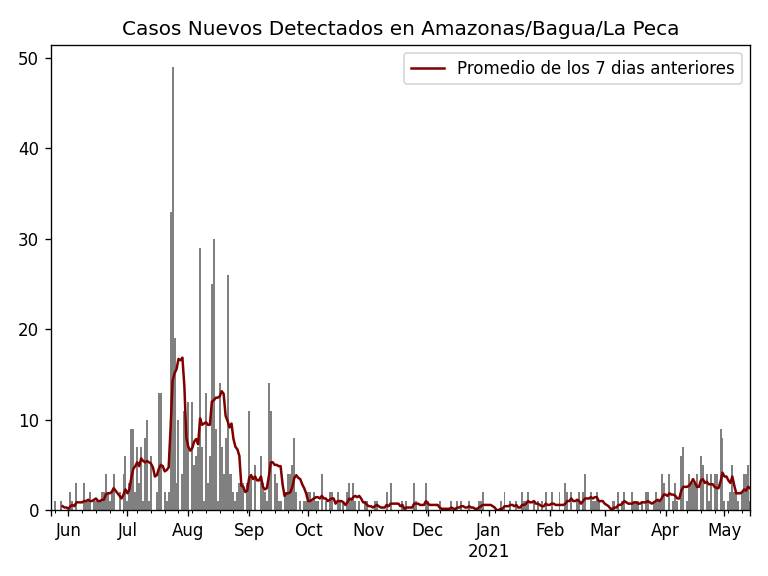 Casos Nuevos Detectados en Amazonas/Bagua/La Peca
Promedio de los 7 dias anteriores
50
40
30
20
10
0
Jun Jul Aug Sep Oct Nov Dec Jan Feb Mar Apr May
2021